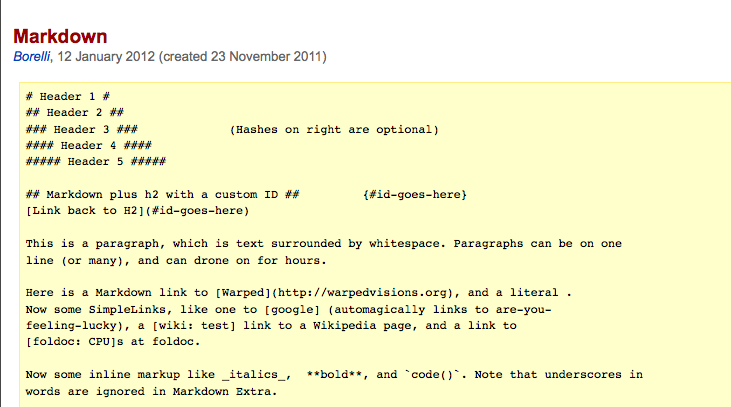 Markdown
Borelli, 12 January 2012 (created 23 November 2011)
# Header 1 #
## Header 2 ##
### Header 3 ###             (Hashes on right are optional)
#### Header 4 ####
##### Header 5 #####
## Markdown plus h2 with a custom ID ##         {#id-goes-here}
[Link back to H2](#id-goes-here)
This is a paragraph, which is text surrounded by whitespace. Paragraphs can be on one
line (or many), and can drone on for hours.
Here is a Markdown link to [Warped](http://warpedvisions.org), and a literal .
Now some SimpleLinks, like one to [google] (automagically links to are-you-
feeling-lucky), a [wiki: test] link to a Wikipedia page, and a link to
[foldoc: CPU]s at foldoc.
Now some inline markup like _italics_,  **bold**, and `code()`. Note that underscores in
words are ignored in Markdown Extra.